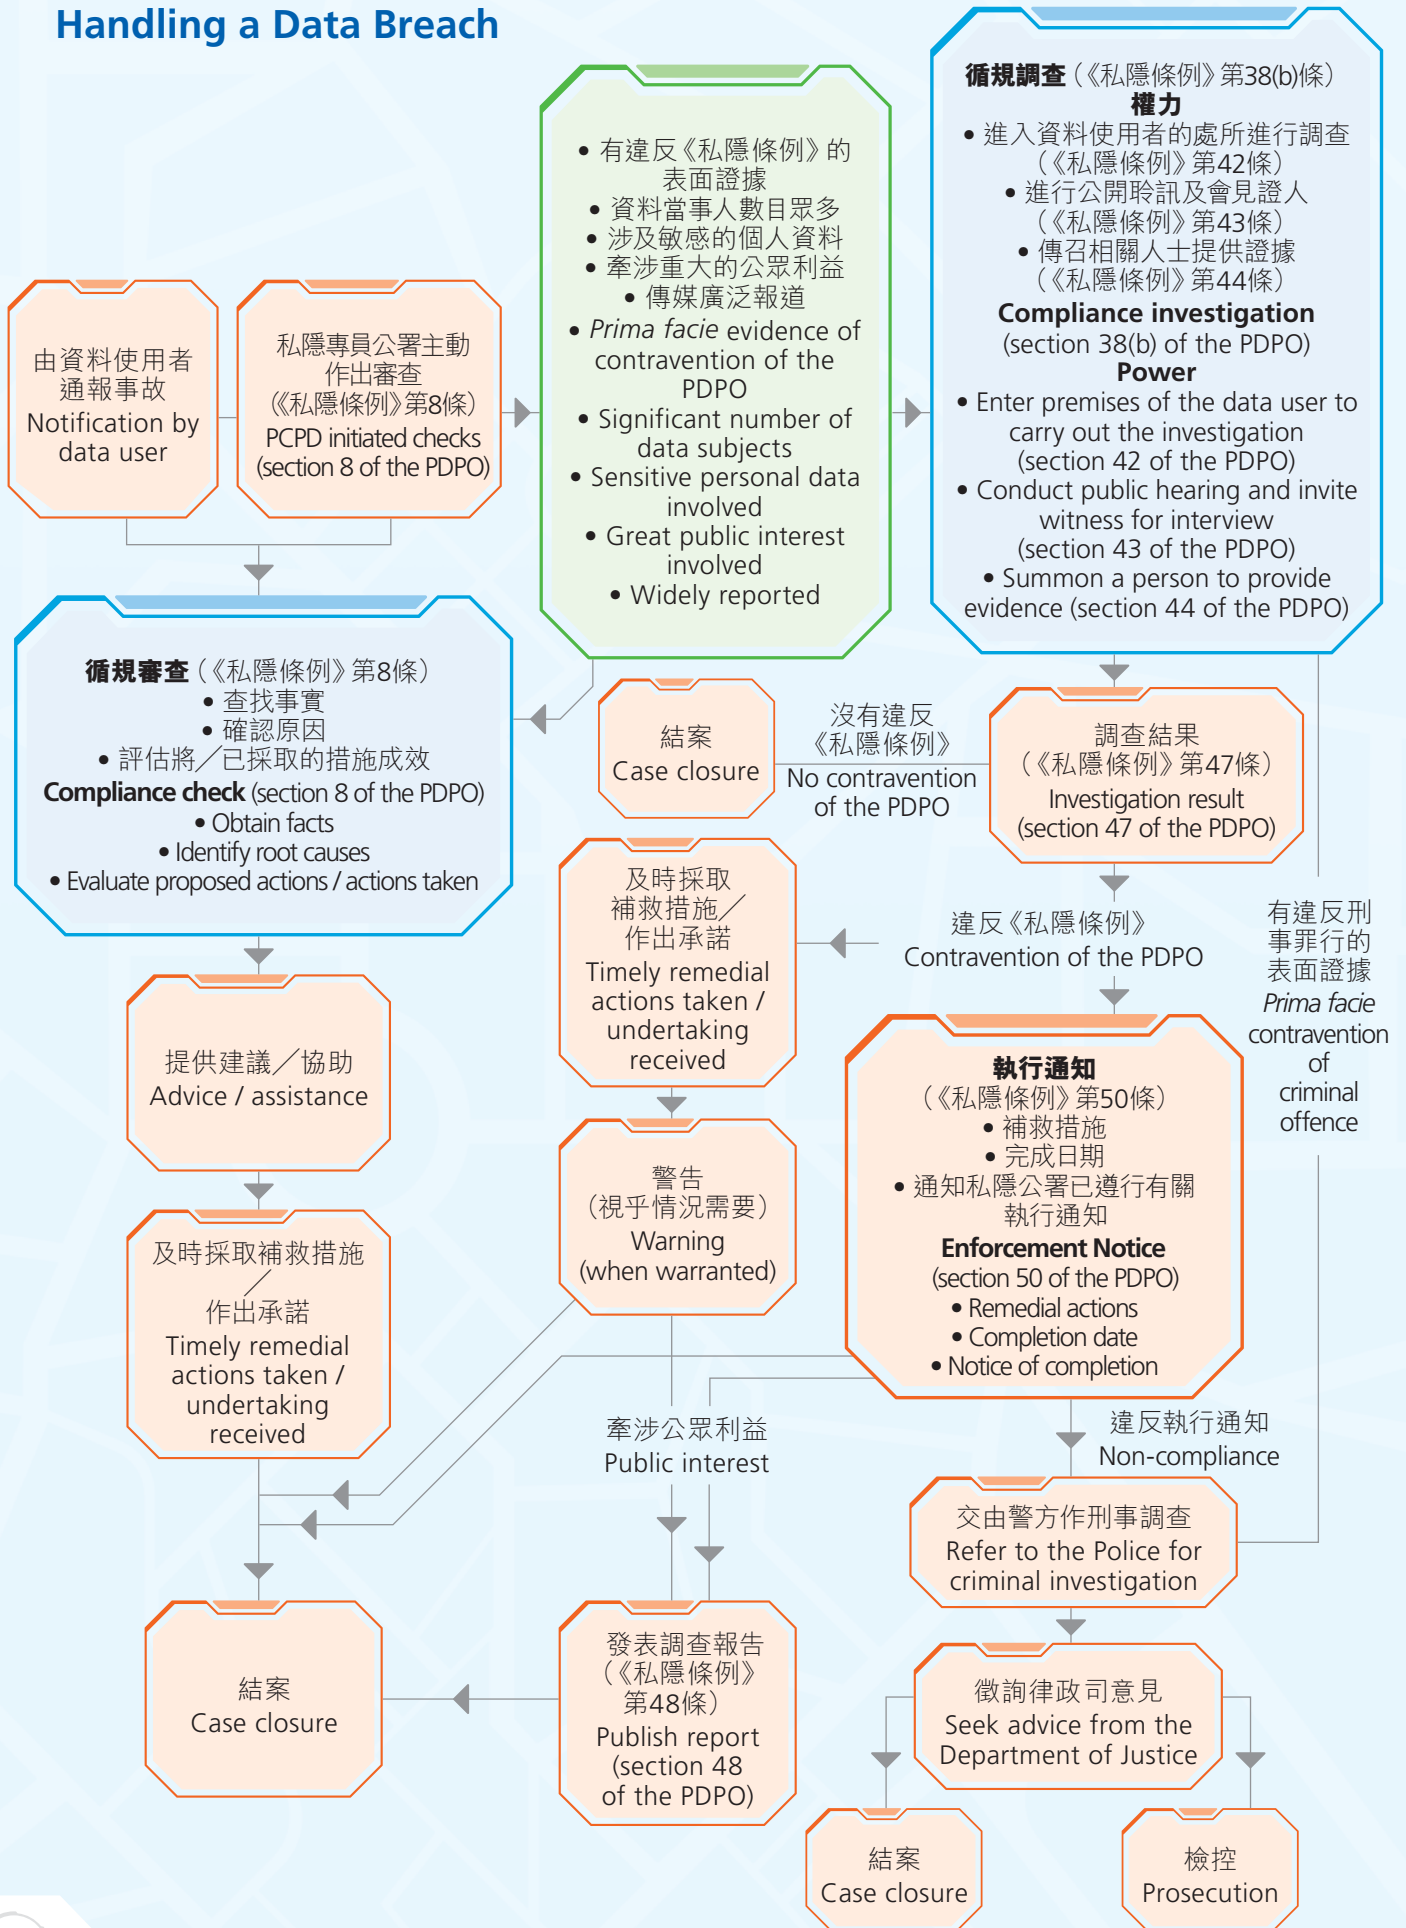 Handling a Data Breach
由資料使用者
通報事故
Notification by
data user
私隱專員公署主動
作出審查
(《私隱條例》第8條)
PCPD initiated checks
(section 8 of the PDPO)
• 有違反《私隱條例》的
表面證據
• 資料當事人數目眾多
• 涉及敏感的個人資料
• 牽涉重大的公眾利益
• 傳媒廣泛報道
• Prima facie evidence of
contravention of the
PDPO
• Significant number of
data subjects
• Sensitive personal data
involved
• Great public interest
involved
• Widely reported
循規調查(《私隱條例》第38(b)條)
權力
• 進入資料使用者的處所進行調查
(《私隱條例》第42條)
• 進行公開聆訊及會見證人
(《私隱條例》第43條)
• 傳召相關人士提供證據
(《私隱條例》第44條)
Compliance investigation
(section 38(b) of the PDPO)
Power
• Enter premises of the data user to
carry out the investigation
(section 42 of the PDPO)
• Conduct public hearing and invite
witness for interview
(section 43 of the PDPO)
• Summon a person to provide
evidence (section 44 of the PDPO)
循規審查(《私隱條例》第8條)
• 查找事實
• 確認原因
• 評估將／已採取的措施成效
Compliance check (section 8 of the PDPO)
• Obtain facts
• Identify root causes
• Evaluate proposed actions / actions taken
結案
Case closure
沒有違反
《私隱條例》
No contravention
of the PDPO
調查結果
(《私隱條例》第47條)
Investigation result
(section 47 of the PDPO)
及時採取
補救措施／
作出承諾
Timely remedial
actions taken /
undertaking
received
違反《私隱條例》
Contravention of the PDPO
有違反刑
事罪行的
表面證據
Prima facie
contravention
of
criminal
offence
提供建議／協助
Advice / assistance
警告
(視乎情況需要)
Warning
(when warranted)
執行通知
(《私隱條例》第50條)
• 補救措施
• 完成日期
• 通知私隱公署已遵行有關
執行通知
Enforcement Notice
(section 50 of the PDPO)
• Remedial actions
• Completion date
• Notice of completion
及時採取補救措施
／
作出承諾
Timely remedial
actions taken /
undertaking
received
牽涉公眾利益
Public interest
違反執行通知
Non-compliance
交由警方作刑事調查
Refer to the Police for
criminal investigation
結案
Case closure
發表調查報告
(《私隱條例》
第48條)
Publish report
(section 48
of the PDPO)
徵詢律政司意見
Seek advice from the
Department of Justice
結案
Case closure
檢控
Prosecution